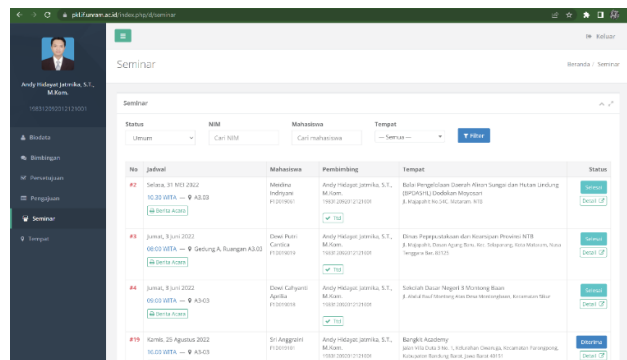 pkl.if.unram.ac.id/index.php/d/seminar
Keluar
Seminar
Beranda / Seminar
Andy Hidayat Jatmika, S.T., M.Kom.
Biodata
Bimbingan
Persetujuan
Pengajuan
Seminar
Tempat
Seminar
Status NIM Mahasiswa Tempat
Umum Cari NIM Cari mahasiswa --- Semua --- Filter
No Jadwal Mahasiswa Pembimbing Tempat Status
#2 Selasa, 31 Mei 2022
10:30 WITA — A3.03
Berita Acara
Meidina Indriyani
Andy Hidayat Jatmika, S.T., M.Kom.
TTd
Balai Pengelolaan Daerah Aliran Sungai dan Hutan Lindung (BPDASHL) Dodokan Moyosari
Selesai
Detail
#3 Jumat, 3 Juni 2022
08:00 WITA — Gedung A, Ruangan A3.03
Berita Acara
Dewi Putri Cantica
Andy Hidayat Jatmika, S.T., M.Kom.
TTd
Dinas Perpustakaan dan Kearsipan Provinsi NTB
Selesai
Detail
#4 Jumat, 3 Juni 2022
09:00 WITA — A3-03
Berita Acara
Dewi Cahyanti Aprilia
Andy Hidayat Jatmika, S.T., M.Kom.
TTd
Sekolah Dasar Negeri 3 Montong Baan
Selesai
Detail
#19 Kamis, 25 Agustus 2022
16:00 WITA — A3-03
Sri Anggraini
Andy Hidayat Jatmika, S.T., M.Kom.
Bangkit Academy
Diterima
Detail